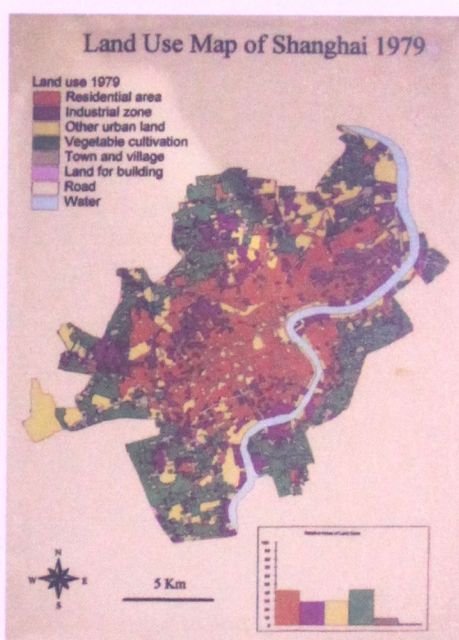 Land Use Map of Shanghai 1979
Land use 1979
Residential area
Industrial zone
Other urban land
Vegetable cultivation
Town and village
Land for building
Road
Water
N
W E
S
5 Km